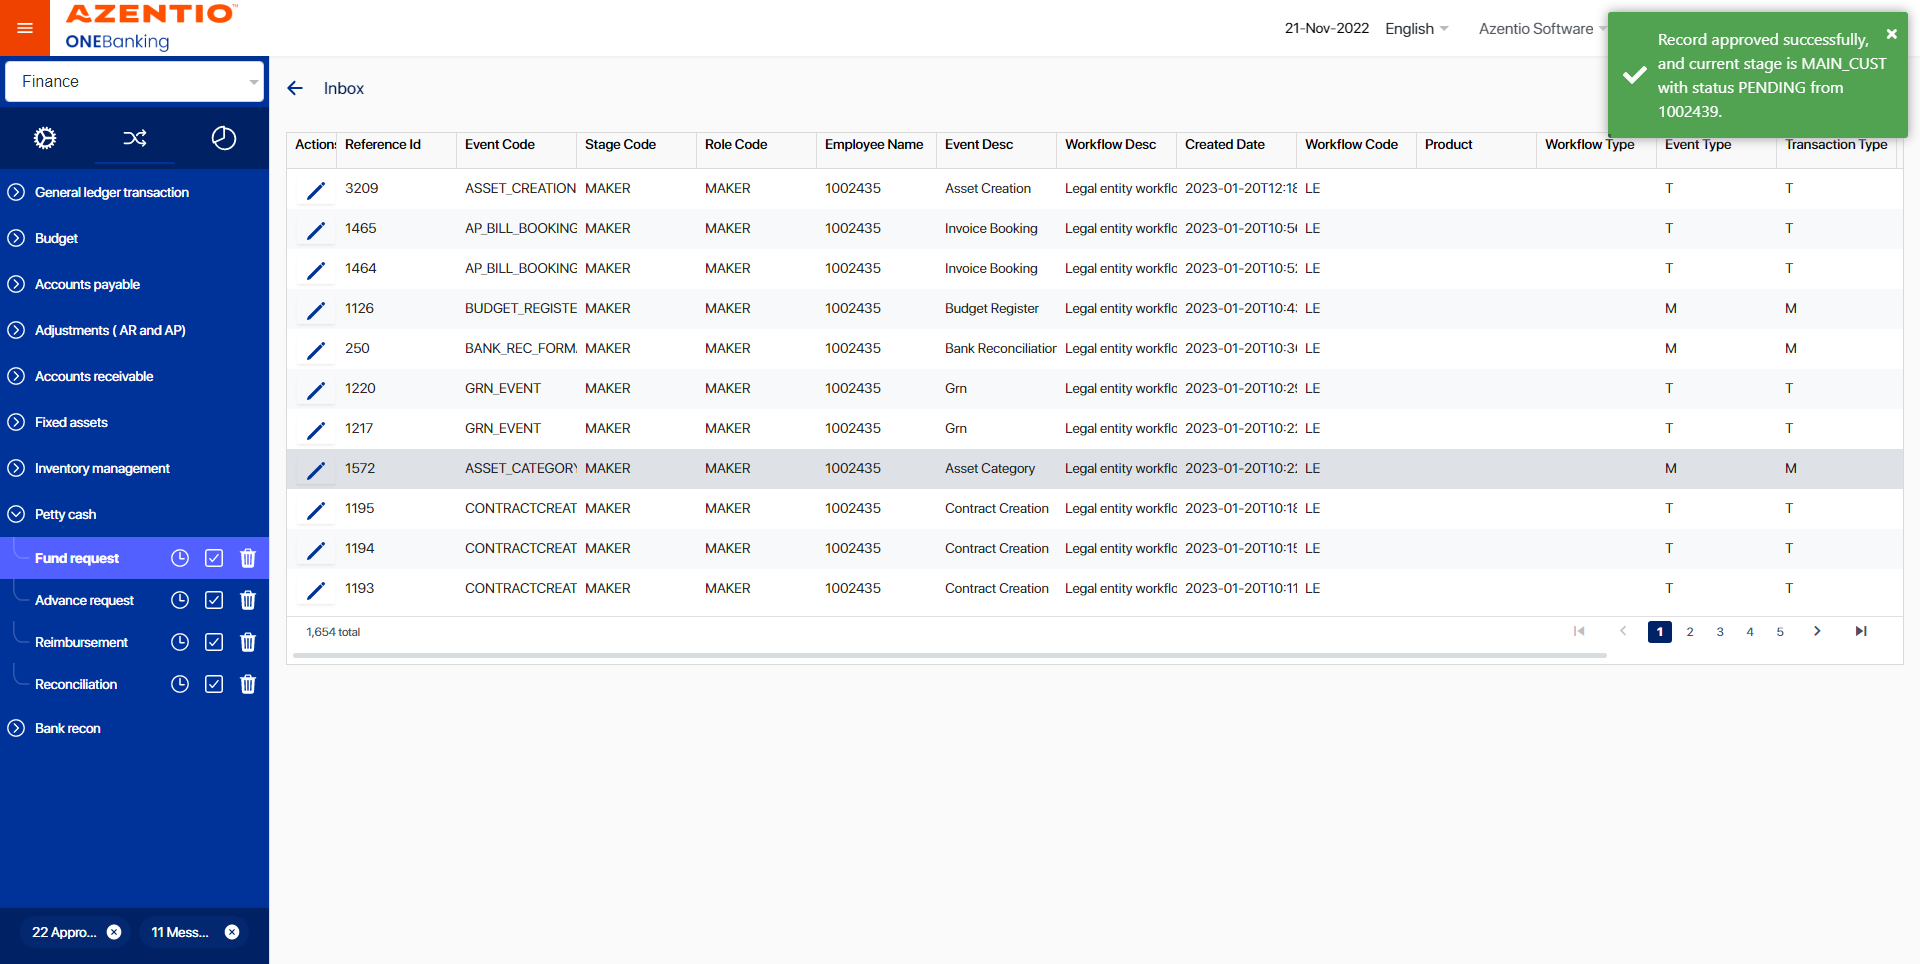 AZENTIO™
ONEBanking
21-Nov-2022 English Azentio Software
Record approved successfully,
and current stage is MAIN_CUST
with status PENDING from
1002439.
Finance
Inbox
General ledger transaction
Budget
Accounts payable
Adjustments ( AR and AP)
Accounts receivable
Fixed assets
Inventory management
Petty cash
Fund request
Advance request
Reimbursement
Reconciliation
Bank recon
22 Appro...
11 Mess...
Actions Reference Id Event Code Stage Code Role Code Employee Name Event Desc Workflow Desc Created Date Workflow Code Product Workflow Type Event Type Transaction Type
3209 ASSET_CREATION MAKER MAKER 1002435 Asset Creation Legal entity workflo 2023-01-20T12:18 LE T T
1465 AP_BILL_BOOKING MAKER MAKER 1002435 Invoice Booking Legal entity workflo 2023-01-20T10:56 LE T T
1464 AP_BILL_BOOKING MAKER MAKER 1002435 Invoice Booking Legal entity workflo 2023-01-20T10:52 LE T T
1126 BUDGET_REGISTE MAKER MAKER 1002435 Budget Register Legal entity workflo 2023-01-20T10:4 LE M M
250 BANK_REC_FORM MAKER MAKER 1002435 Bank Reconciliation Legal entity workflo 2023-01-20T10:3 LE M M
1220 GRN_EVENT MAKER MAKER 1002435 Grn Legal entity workflo 2023-01-20T10:29 LE T T
1217 GRN_EVENT MAKER MAKER 1002435 Grn Legal entity workflo 2023-01-20T10:22 LE T T
1572 ASSET_CATEGORY MAKER MAKER 1002435 Asset Category Legal entity workflo 2023-01-20T10:22 LE M M
1195 CONTRACTCREAT MAKER MAKER 1002435 Contract Creation Legal entity workflo 2023-01-20T10:18 LE T T
1194 CONTRACTCREAT MAKER MAKER 1002435 Contract Creation Legal entity workflo 2023-01-20T10:15 LE T T
1193 CONTRACTCREAT MAKER MAKER 1002435 Contract Creation Legal entity workflo 2023-01-20T10:11 LE T T
1,654 total
1 2 3 4 5